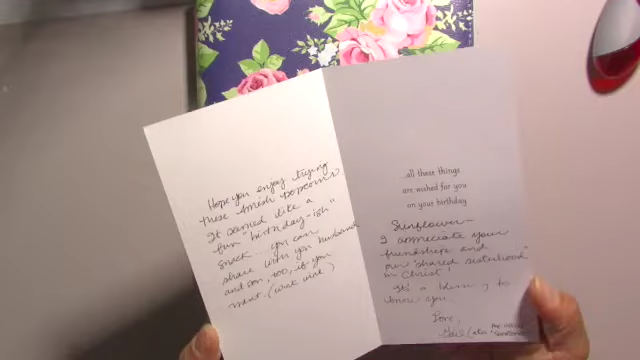 Hope you enjoy trying
these Amish popcorns.
It seemed like a
fun "birthday-ish"
snack you can
share with you husband
and son, too, if you
want. (wink wink)
...all these things
are wished for you
on your birthday
Sunflower-
I appreciate your
friendship and
our "shared sisterhood"
in Christ!
It's a blessing to
know you.
Love,
(aka